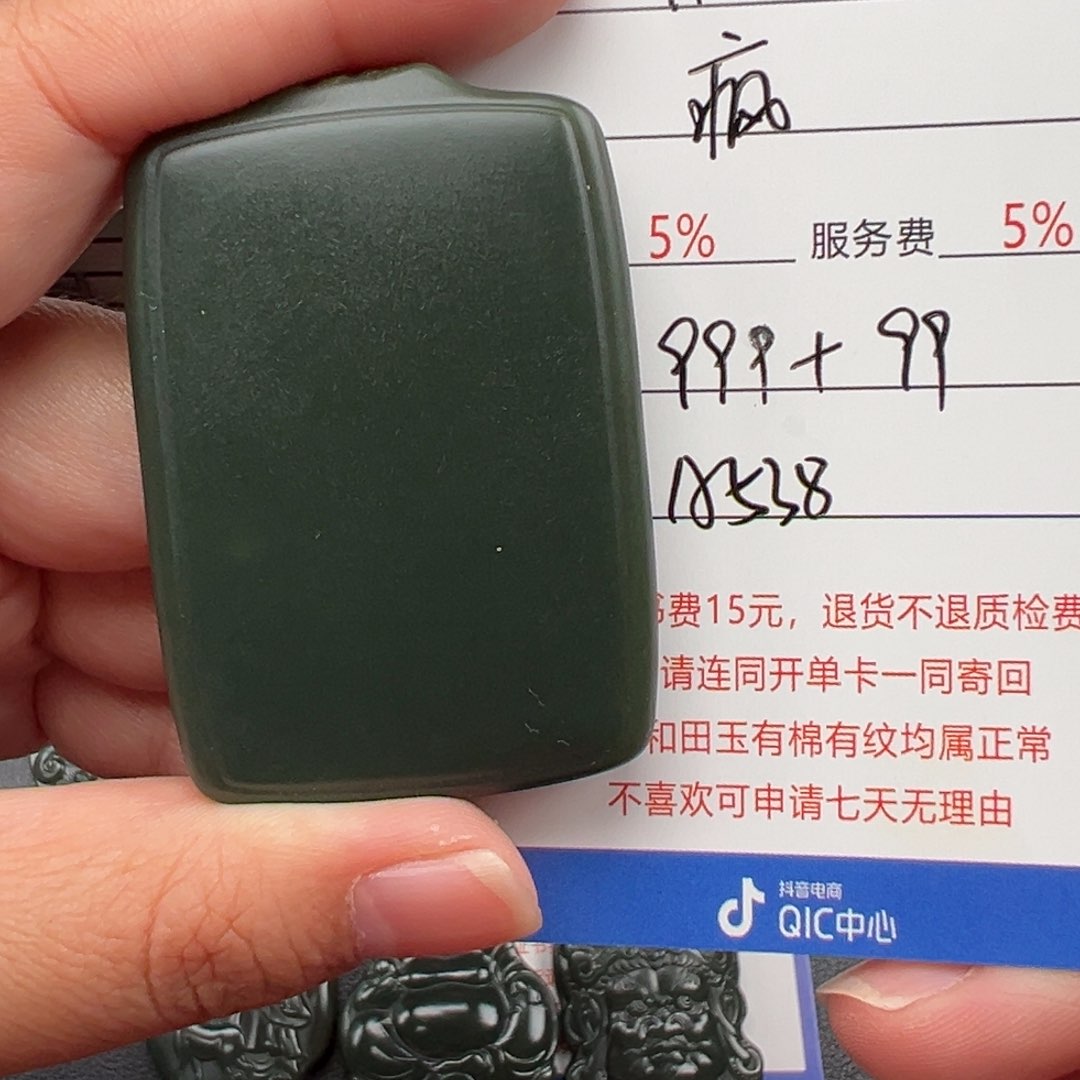 疯
5% 服务费 5%
999+99
18538
费15元，退货不退质检费
请连同开单卡一同寄回
和田玉有棉有纹均属正常
不喜欢可申请七天无理由
抖音电商
QIC中心